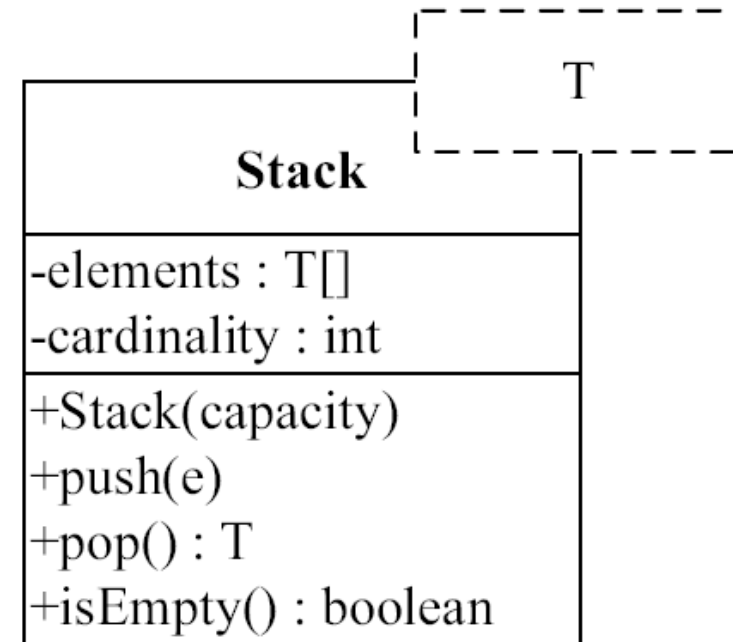 T
Stack
-elements : T[]
-cardinality : int
+Stack(capacity)
+push(e)
+pop() : T
+isEmpty() : boolean